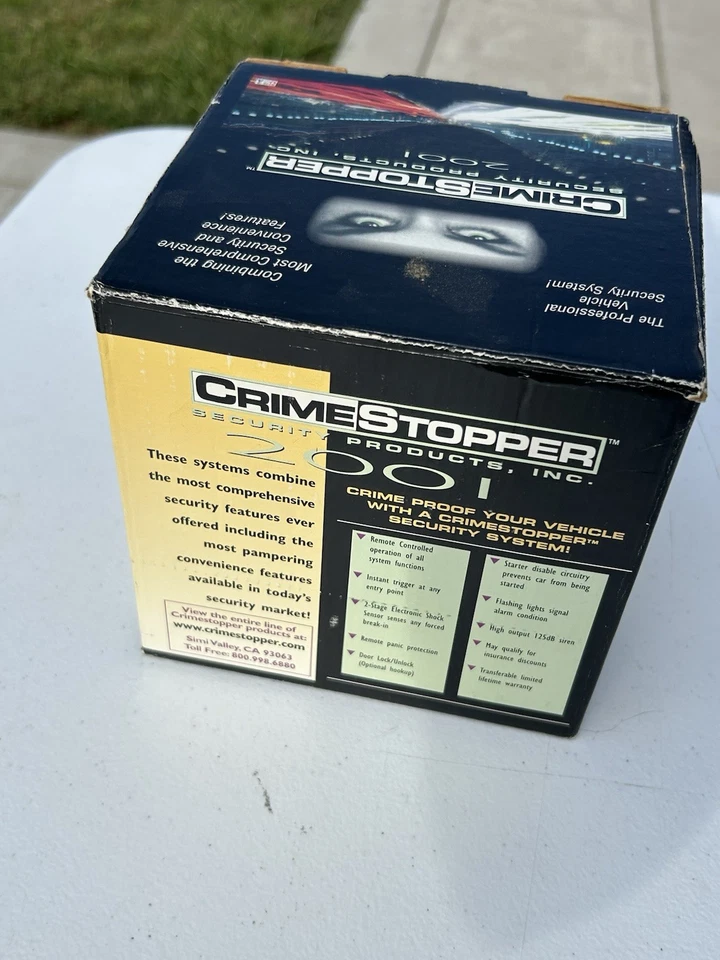 CRIMESTOPPER™
SECURITY PRODUCTS, INC.
2001
Combining the
Most Comprehensive
Security and
Convenience
Features!
The Professional
Vehicle
Security System!
CRIMESTOPPER™
SECURITY PRODUCTS, INC.
2001
These systems combine
the most comprehensive
security features ever
offered including the
most pampering
convenience features
available in today's
security market!
View the entire line of
Crimestopper products at:
www.crimestopper.com
Simi Valley, CA 93063
Toll Free: 800.998.6880
CRIME PROOF YOUR VEHICLE
WITH A CRIMESTOPPER™
SECURITY SYSTEM!
Remote Controlled
operation of all
system functions
Instant trigger at any
entry point
2-Stage Electronic Shock
Sensor senses any forced
break-in
Remote panic protection
Door Lock/Unlock
(Optional hookup)
Starter disable circuitry
prevents car from being
started
Flashing lights signal
alarm condition
High output 125dB siren
May qualify for
insurance discounts
Transferable limited
lifetime warranty